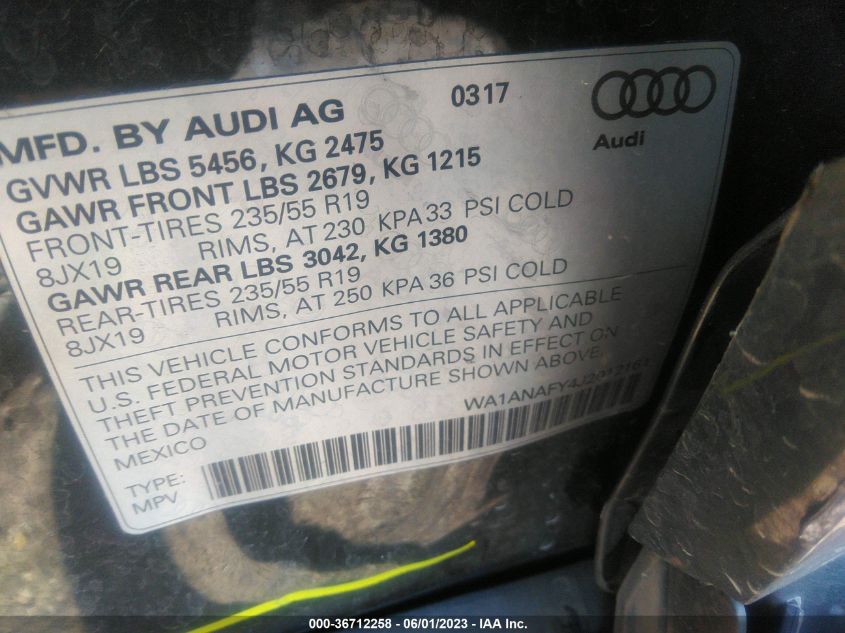 MFD. BY AUDI AG 0317
Audi
GVWR LBS 5456, KG 2475
GAWR FRONT LBS 2679, KG 1215
FRONT-TIRES 235/55 R19
8JX19 RIMS, AT 230 KPA 33 PSI COLD
GAWR REAR LBS 3042, KG 1380
REAR-TIRES 235/55 R19
8JX19 RIMS, AT 250 KPA 36 PSI COLD
THIS VEHICLE CONFORMS TO ALL APPLICABLE
U.S. FEDERAL MOTOR VEHICLE SAFETY AND
THEFT PREVENTION STANDARDS IN EFFECT ON
THE DATE OF MANUFACTURE SHOWN ABOVE.
MEXICO
TYPE:
MPV
000-36712258 - 06/01/2023 - IAA Inc.